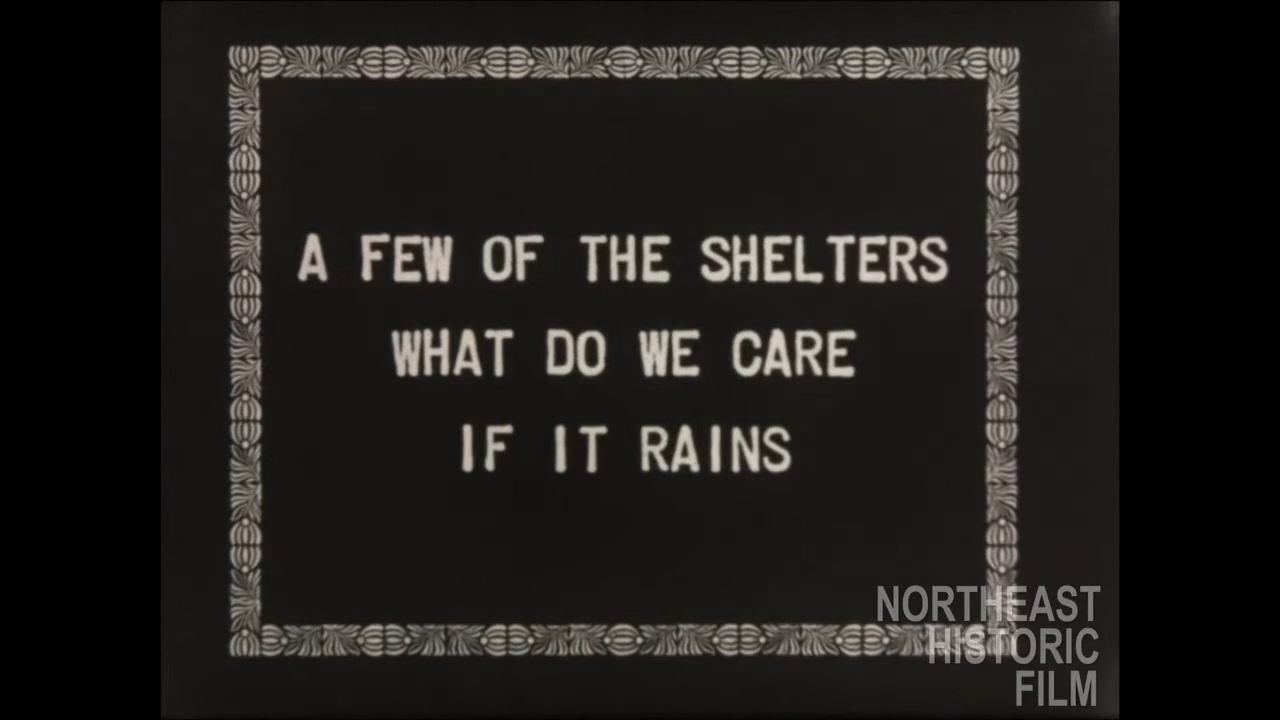 A FEW OF THE SHELTERS
WHAT DO WE CARE
IF IT RAINS
NORTHEAST
HISTORIC
FILM